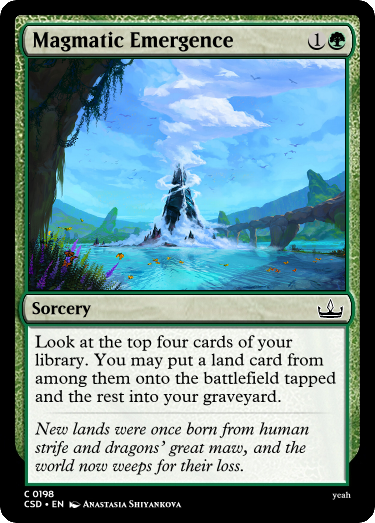 Magmatic Emergence 1
Sorcery
Look at the top four cards of your
library. You may put a land card from
among them onto the battlefield tapped
and the rest into your graveyard.
New lands were once born from human
strife and dragons' great maw, and the
world now weeps for their loss.
C 0198
CSD • EN Anastasia Shiyankova
yeah